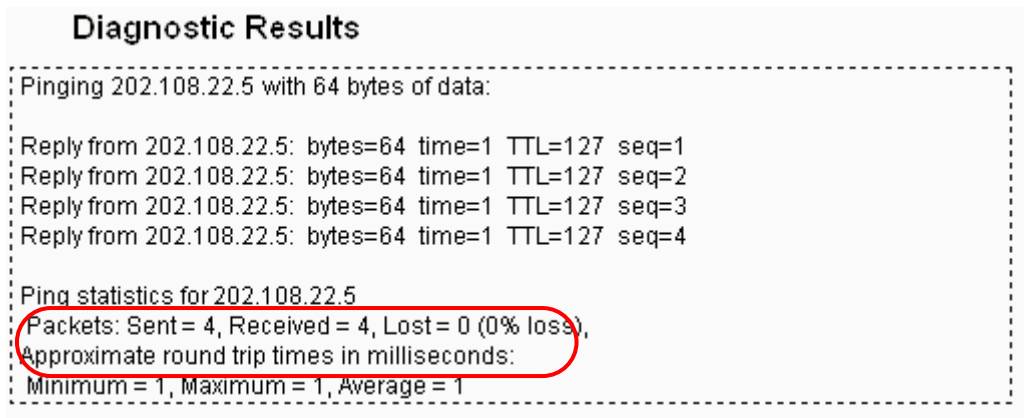 Diagnostic Results
Pinging 202.108.22.5 with 64 bytes of data:
Reply from 202.108.22.5: bytes=64 time=1 TTL=127 seq=1
Reply from 202.108.22.5: bytes=64 time=1 TTL=127 seq=2
Reply from 202.108.22.5: bytes=64 time=1 TTL=127 seq=3
Reply from 202.108.22.5: bytes=64 time=1 TTL=127 seq=4
Ping statistics for 202.108.22.5
Packets: Sent = 4, Received = 4, Lost = 0 (0% loss),
Approximate round trip times in milliseconds:
Minimum = 1, Maximum = 1, Average = 1